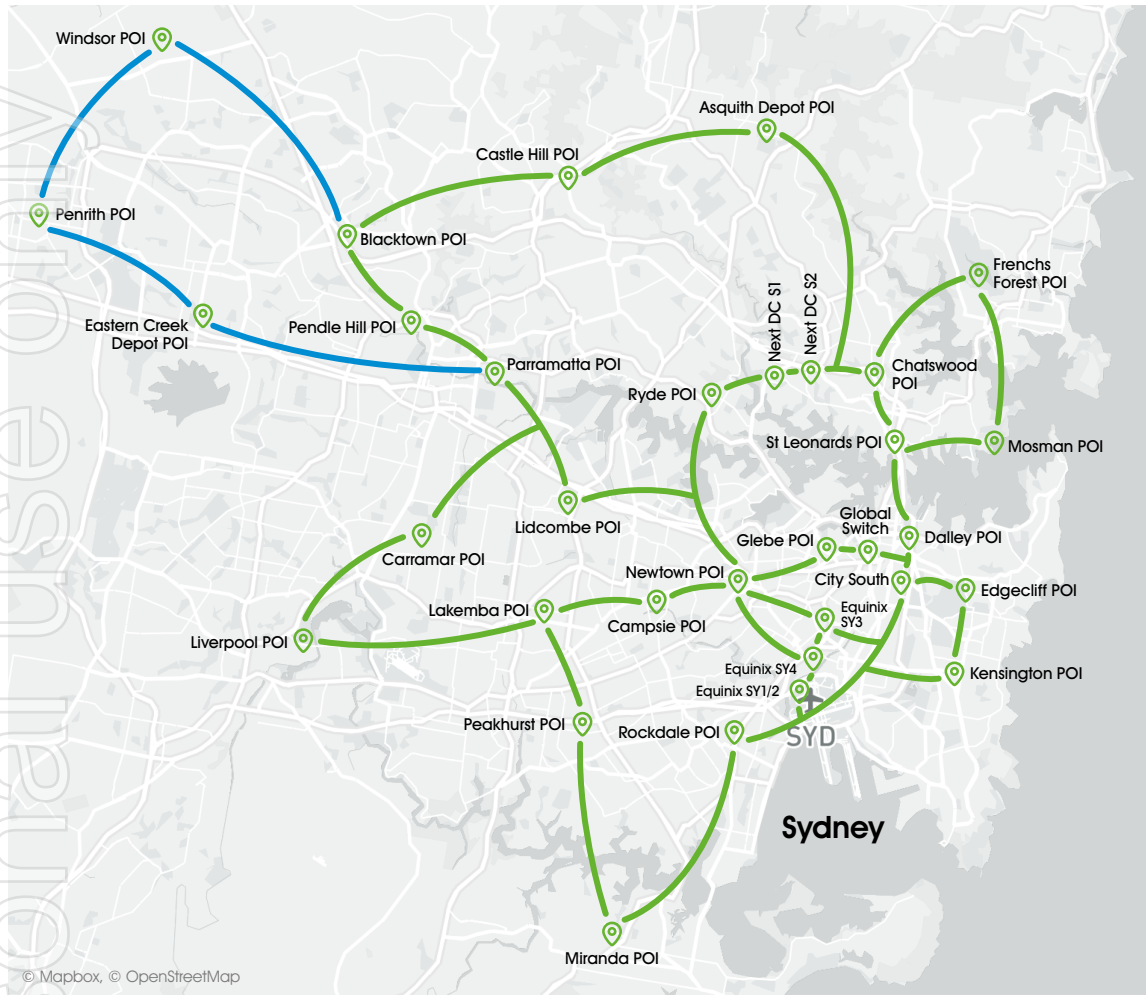 Windsor POI
Asquith Depot POI
Castle Hill POI
Penrith POI
Blacktown POI
Frenchs
Forest POI
Next DC S1
Next DC S2
Eastern Creek
Depot POI
Pendle Hill POI
Parramatta POI
Chatswood
POI
Ryde POI
St Leonards POI
Mosman POI
Lidcombe POI
Global
Switch
Glebe POI
Dalley POI
Carramar POI
Newtown POI
City South
Edgecliff POI
Lakemba POI
Campsie POI
Equinix
SY3
Liverpool POI
Equinix SY4
Kensington POI
Equinix SY1/2
Peakhurst POI
Rockdale POI
SYD
Sydney
Miranda POI
© Mapbox, © OpenStreetMap
onal use only